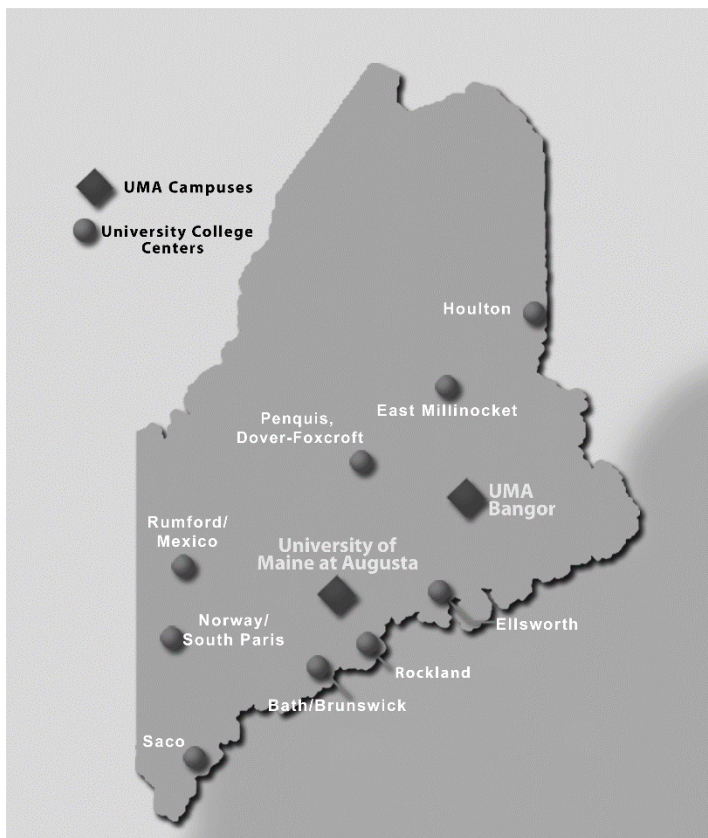 UMA Campuses
University College
Centers
Houlton
East Millinocket
Penquis,
Dover-Foxcroft
UMA
Bangor
Rumford/
Mexico
University of
Maine at Augusta
Norway/
South Paris
Ellsworth
Rockland
Bath/Brunswick
Saco